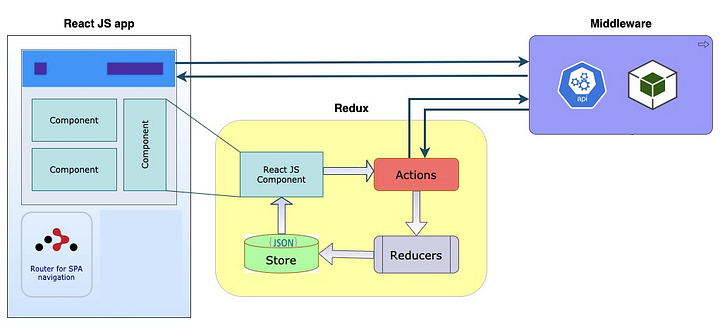 React JS app
Middleware
api
Redux
Component
Component
Component
React JS
Component
Actions
{JSON}
Store
Reducers
Router for SPA
navigation